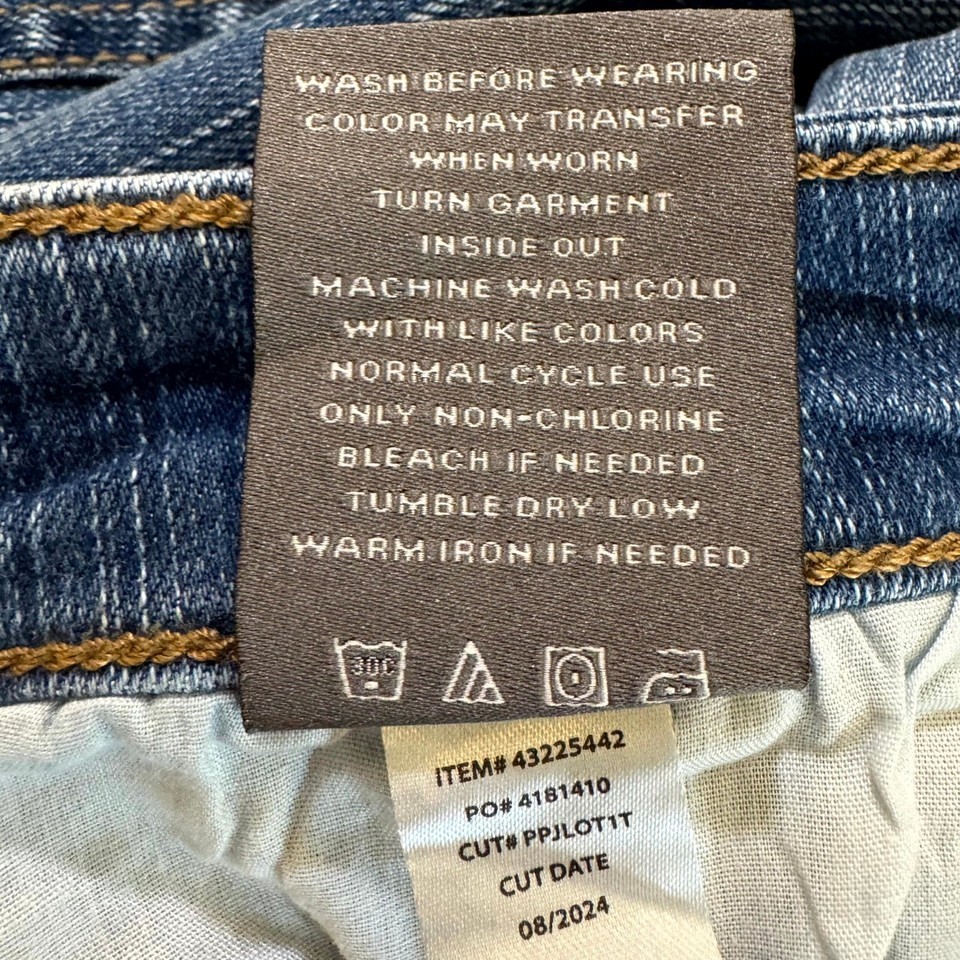 WASH BEFORE WEARING
COLOR MAY TRANSFER
WHEN WORN
TURN GARMENT
INSIDE OUT
MACHINE WASH COLD
WITH LIKE COLORS
NORMAL CYCLE USE
ONLY NON-CHLORINE
BLEACH IF NEEDED
TUMBLE DRY LOW
WARM IRON IF NEEDED
30C
ITEM# 43225442
PO# 4181410
CUT# PPJLOT1T
CUT DATE
08/2024